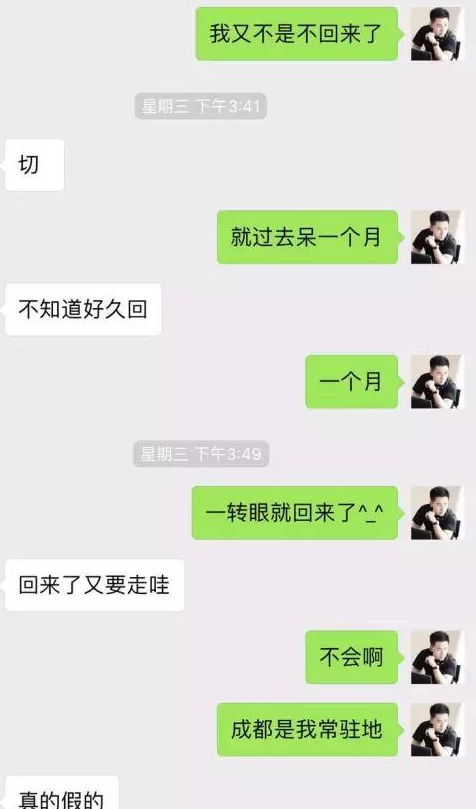 我又不是不回来了
星期三 下午3:41
切
就过去呆一个月
不知道好久回
一个月
星期三 下午3:49
一转眼就回来了^_^
回来了又要走哇
不会啊
成都是我常驻地
真的假的